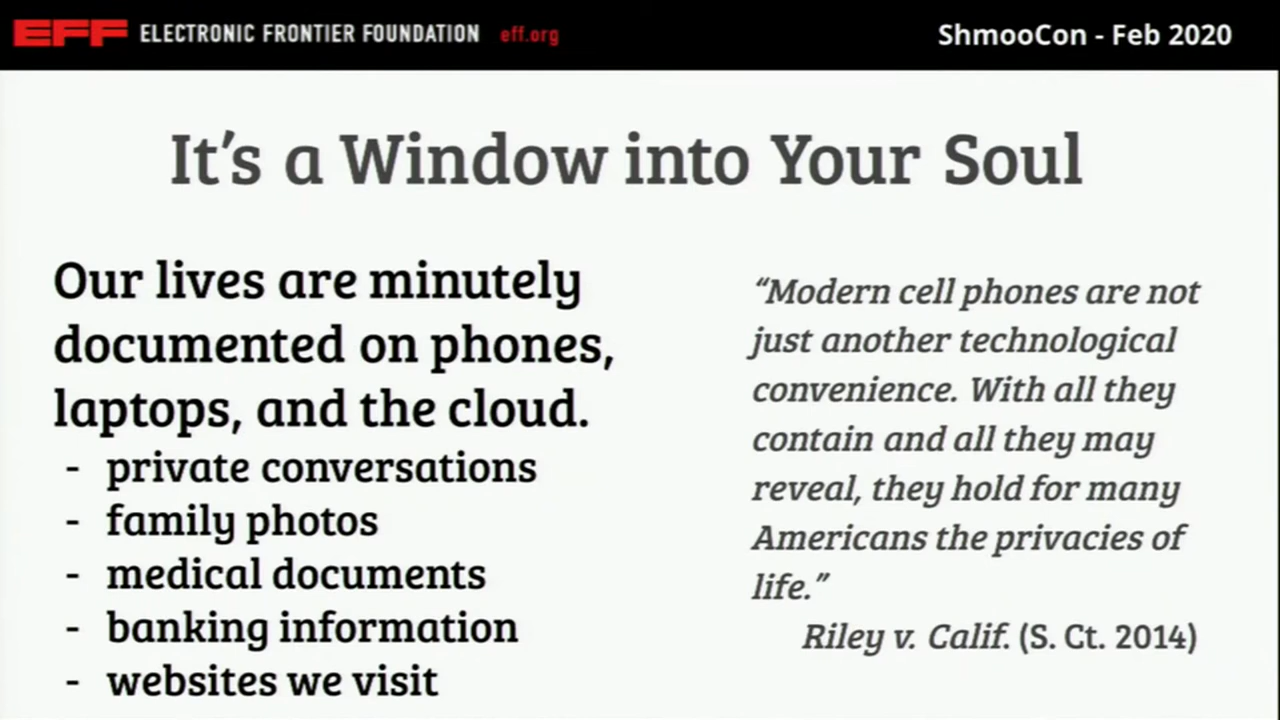 EFF ELECTRONIC FRONTIER FOUNDATION eff.org
ShmooCon - Feb 2020
It’s a Window into Your Soul
Our lives are minutely
documented on phones,
laptops, and the cloud.
- private conversations
- family photos
- medical documents
- banking information
- websites we visit
“Modern cell phones are not
just another technological
convenience. With all they
contain and all they may
reveal, they hold for many
Americans the privacies of
life.”
Riley v. Calif. (S. Ct. 2014)